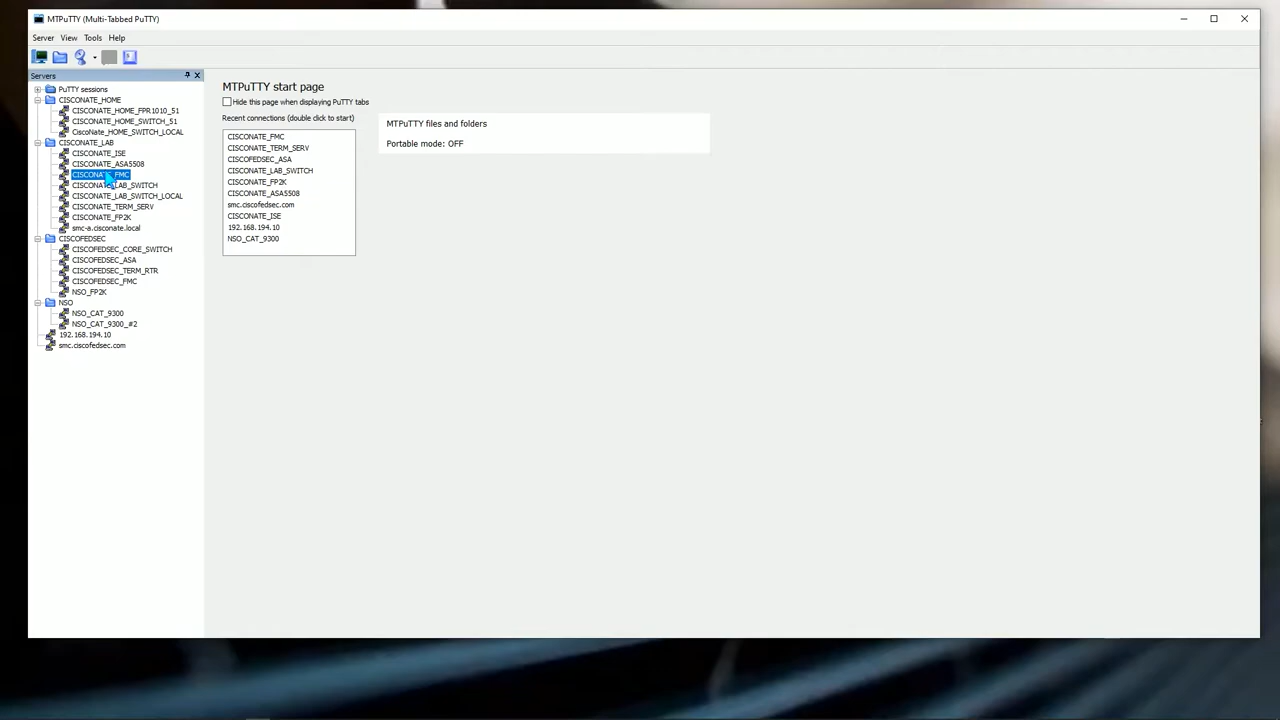 MTPuTTY (Multi-Tabbed PuTTY)
Server View Tools Help
Servers
PuTTY sessions
CISCONATE_HOME
CISCONATE_HOME_FPR1010_51
CISCONATE_HOME_SWITCH_51
CiscoNate_HOME_SWITCH_LOCAL
CISCONATE_LAB
CISCONATE_ISE
CISCONATE_ASA5508
CISCONATE_FMC
CISCONATE_LAB_SWITCH
CISCONATE_LAB_SWITCH_LOCAL
CISCONATE_TERM_SERV
CISCONATE_FP2K
smc-a.cisconate.local
CISCOFEDSEC
CISCOFEDSEC_CORE_SWITCH
CISCOFEDSEC_ASA
CISCOFEDSEC_TERM_RTR
CISCOFEDSEC_FMC
NSO_FP2K
NSO
NSO_CAT_9300
NSO_CAT_9300_#2
192.168.194.10
smc.ciscofedsec.com
MTPuTTY start page
Hide this page when displaying PuTTY tabs
Recent connections (double click to start)
CISCONATE_FMC
CISCONATE_TERM_SERV
CISCOFEDSEC_ASA
CISCONATE_LAB_SWITCH
CISCONATE_FP2K
CISCONATE_ASA5508
smc.ciscofedsec.com
CISCONATE_ISE
192.168.194.10
NSO_CAT_9300
MTPuTTY files and folders
Portable mode: OFF